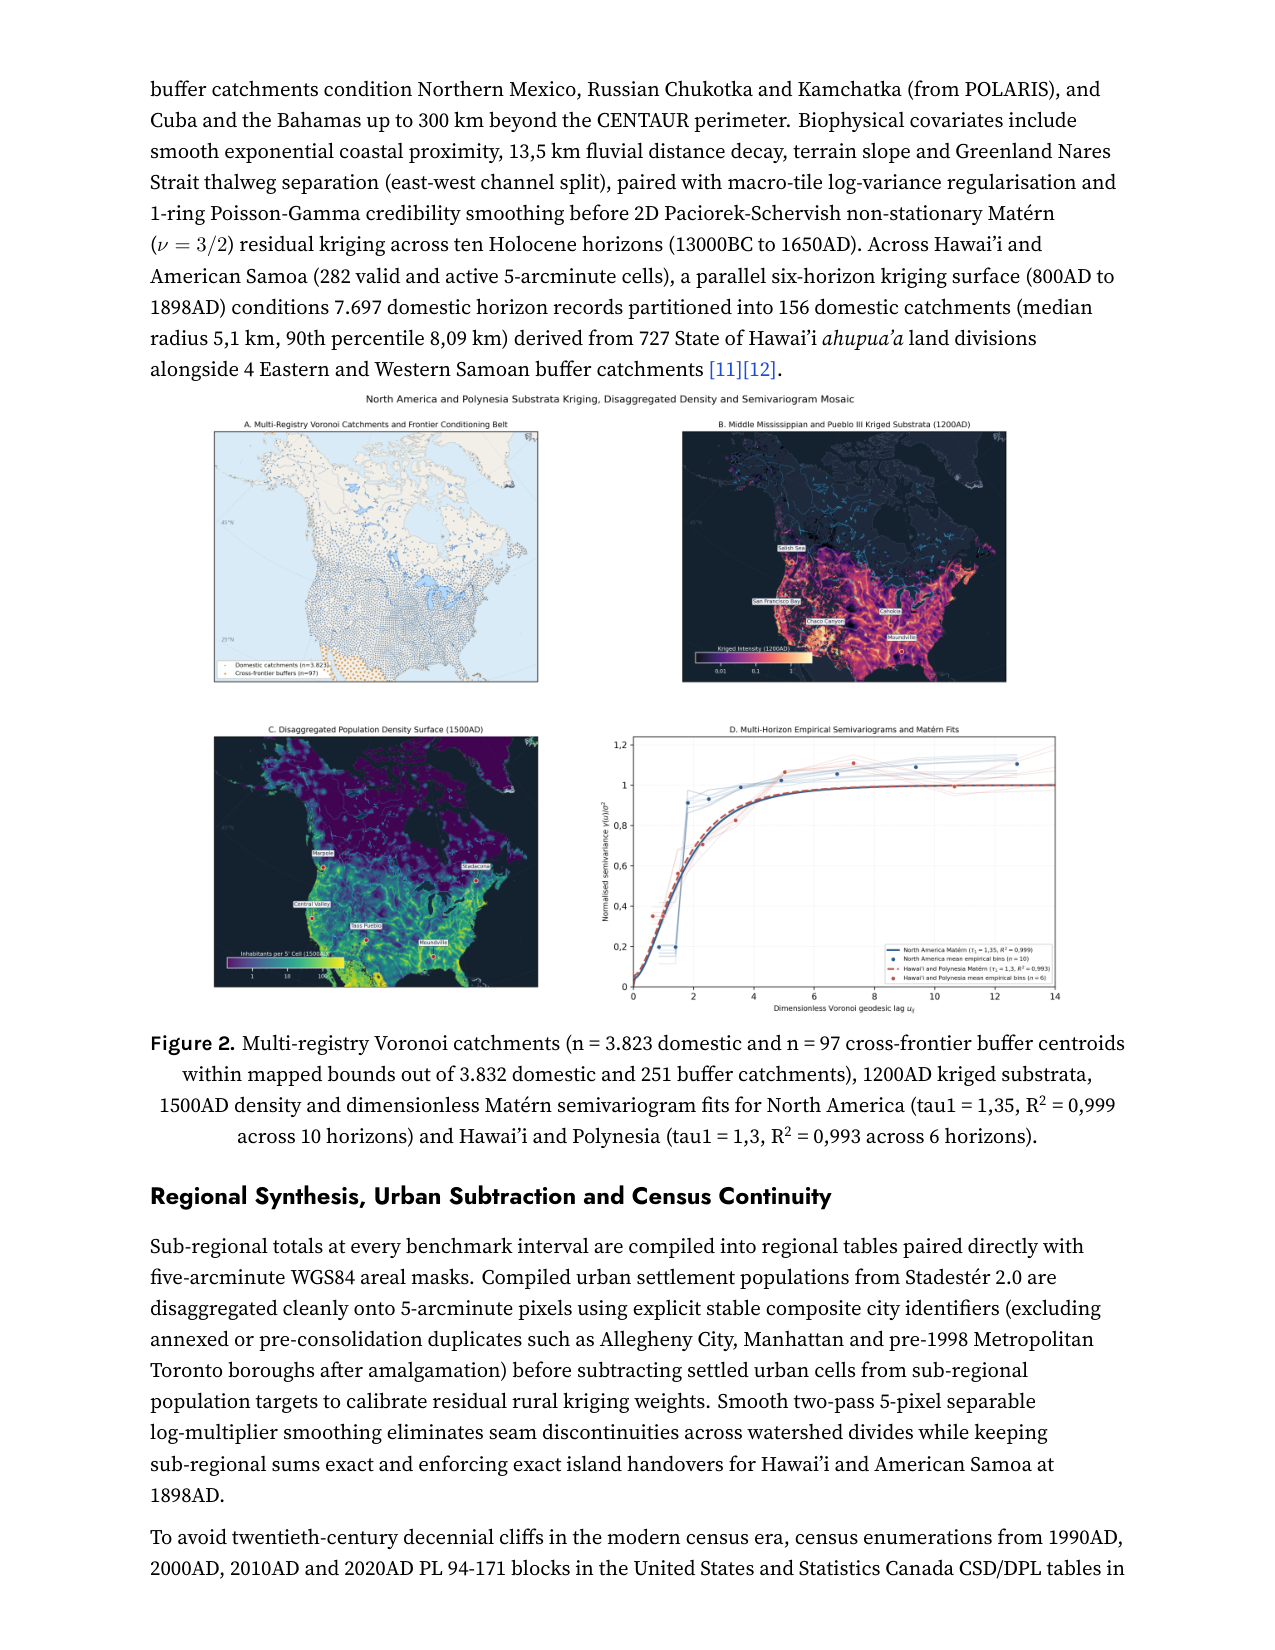 buffer catchments condition Northern Mexico, Russian Chukotka and Kamchatka (from POLARIS), and
Cuba and the Bahamas up to 300 km beyond the CENTAUR perimeter. Biophysical covariates include
smooth exponential coastal proximity, 13,5 km fluvial distance decay, terrain slope and Greenland Nares
Strait thalweg separation (east-west channel split), paired with macro-tile log-variance regularisation and
1-ring Poisson-Gamma credibility smoothing before 2D Paciorek-Schervish non-stationary Matérn
(ν = 3/2) residual kriging across ten Holocene horizons (13000BC to 1650AD). Across Hawai’i and
American Samoa (282 valid and active 5-arcminute cells), a parallel six-horizon kriging surface (800AD to
1898AD) conditions 7.697 domestic horizon records partitioned into 156 domestic catchments (median
radius 5,1 km, 90th percentile 8,09 km) derived from 727 State of Hawai’i ahupua’a land divisions
alongside 4 Eastern and Western Samoan buffer catchments [11][12].
North America and Polynesia Substrata Kriging, Disaggregated Density and Semivariogram Mosaic
A. Multi-Registry Voronoi Catchments and Frontier Conditioning Belt
45°N
25°N
Domestic catchments (n=3.823)
Cross-frontier buffers (n=97)
B. Middle Mississippian and Pueblo III Kriged Substrata (1200AD)
Salish Sea
San Francisco Bay
Chaco Canyon
Cahokia
Moundville
Kriged Intensity (1200AD)
0,01 0,1 1
C. Disaggregated Population Density Surface (1500AD)
Marpole
Stadacona
Central Valley
Taos Pueblo
Moundville
Inhabitants per 5' Cell (1500AD)
1 10 100
D. Multi-Horizon Empirical Semivariograms and Matérn Fits
Normalised semivariance γ(u)/σ²
1,2
1
0,8
0,6
0,4
0,2
0
0 2 4 6 8 10 12 14
Dimensionless Voronoi geodesic lag uᵢⱼ
North America Matérn (τ₁ = 1,35, R² = 0,999)
North America mean empirical bins (n = 10)
Hawai'i and Polynesia Matérn (τ₁ = 1,3, R² = 0,993)
Hawai'i and Polynesia mean empirical bins (n = 6)
Figure 2. Multi-registry Voronoi catchments (n = 3.823 domestic and n = 97 cross-frontier buffer centroids
within mapped bounds out of 3.832 domestic and 251 buffer catchments), 1200AD kriged substrata,
1500AD density and dimensionless Matérn semivariogram fits for North America (tau1 = 1,35, R² = 0,999
across 10 horizons) and Hawai’i and Polynesia (tau1 = 1,3, R² = 0,993 across 6 horizons).
Regional Synthesis, Urban Subtraction and Census Continuity
Sub-regional totals at every benchmark interval are compiled into regional tables paired directly with
five-arcminute WGS84 areal masks. Compiled urban settlement populations from Stadestér 2.0 are
disaggregated cleanly onto 5-arcminute pixels using explicit stable composite city identifiers (excluding
annexed or pre-consolidation duplicates such as Allegheny City, Manhattan and pre-1998 Metropolitan
Toronto boroughs after amalgamation) before subtracting settled urban cells from sub-regional
population targets to calibrate residual rural kriging weights. Smooth two-pass 5-pixel separable
log-multiplier smoothing eliminates seam discontinuities across watershed divides while keeping
sub-regional sums exact and enforcing exact island handovers for Hawai’i and American Samoa at
1898AD.
To avoid twentieth-century decennial cliffs in the modern census era, census enumerations from 1990AD,
2000AD, 2010AD and 2020AD PL 94-171 blocks in the United States and Statistics Canada CSD/DPL tables in